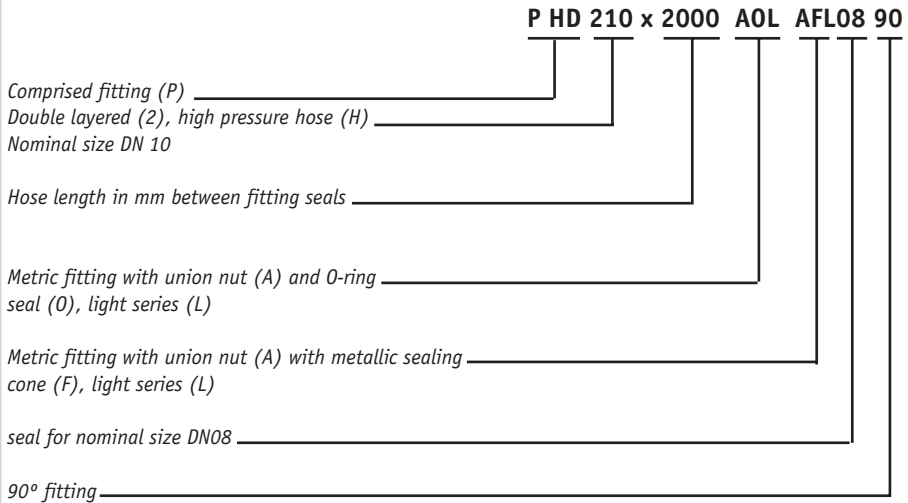 P HD 210 x 2000 AOL AFL08 90
Comprised fitting (P)
Double layered (2), high pressure hose (H)
Nominal size DN 10
Hose length in mm between fitting seals
Metric fitting with union nut (A) and O-ring
seal (O), light series (L)
Metric fitting with union nut (A) with metallic sealing
cone (F), light series (L)
seal for nominal size DN08
90º fitting